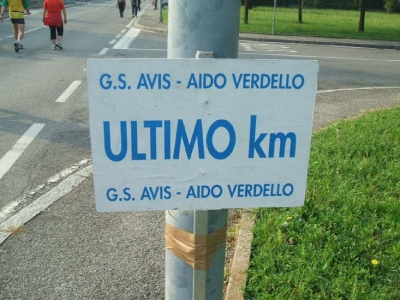 G.S. AVIS - AIDO VERDELLO
ULTIMO km
G.S. AVIS - AIDO VERDELLO